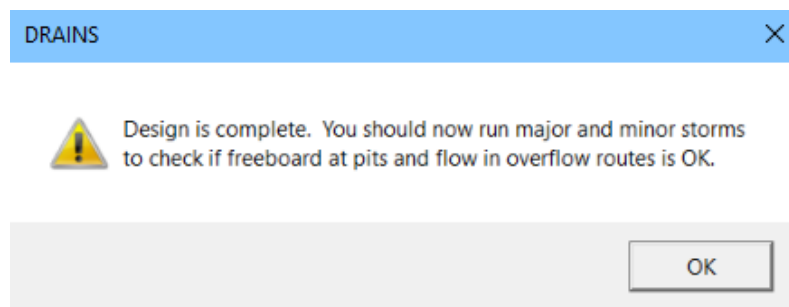 DRAINS
Design is complete.  You should now run major and minor storms
to check if freeboard at pits and flow in overflow routes is OK.
OK